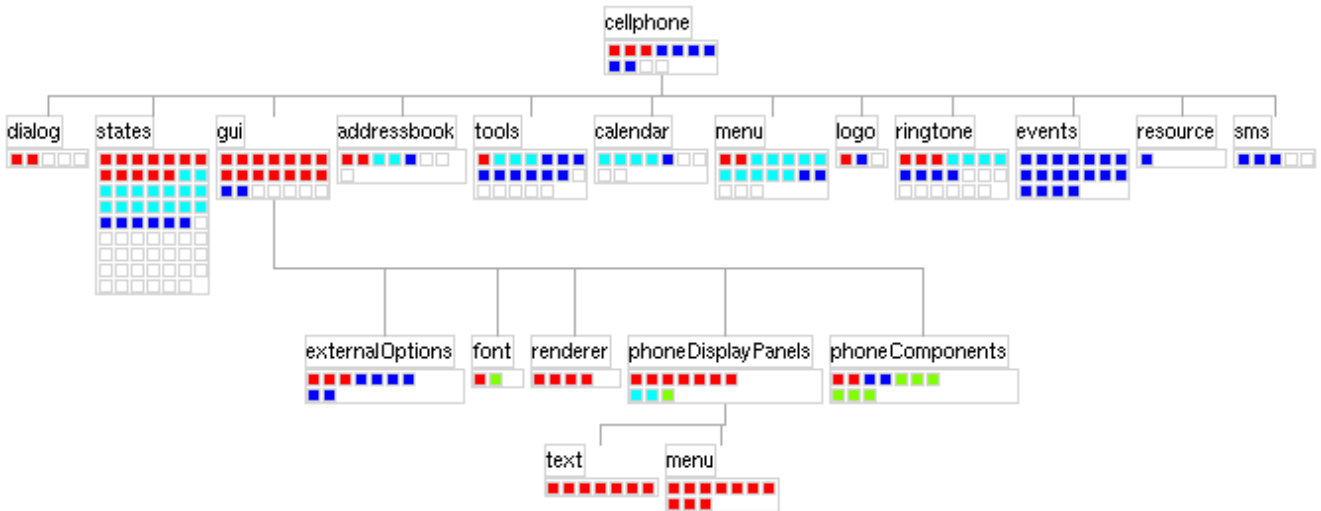 cellphone
dialog
states
gui
addressbook
tools
calendar
menu
logo
ringtone
events
resource
sms
externalOptions
font
renderer
phoneDisplayPanels
phoneComponents
text
menu